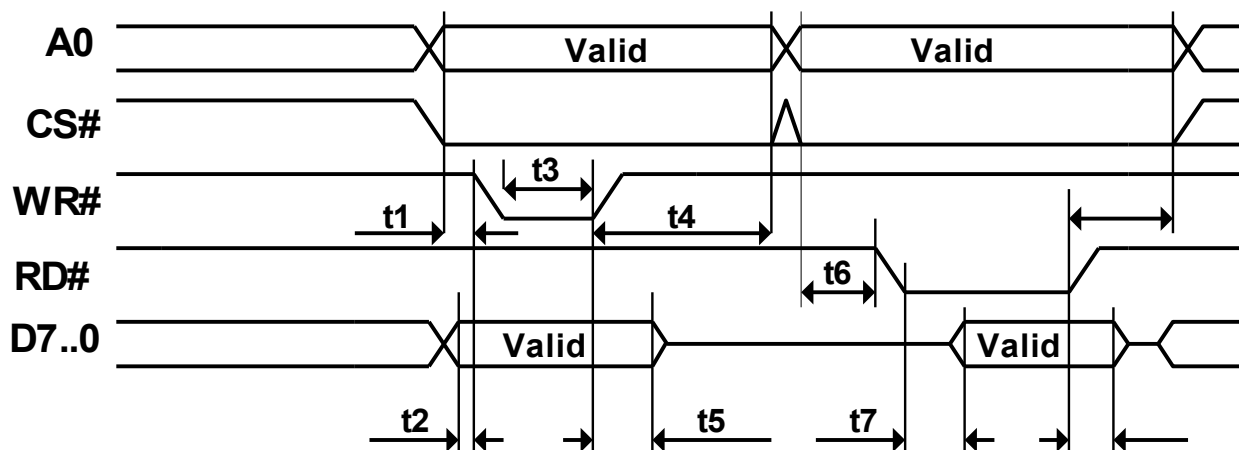 A0 Valid Valid
CS#
WR# t3
t1 t4
RD# t6
D7..0 Valid Valid
t2 t5 t7